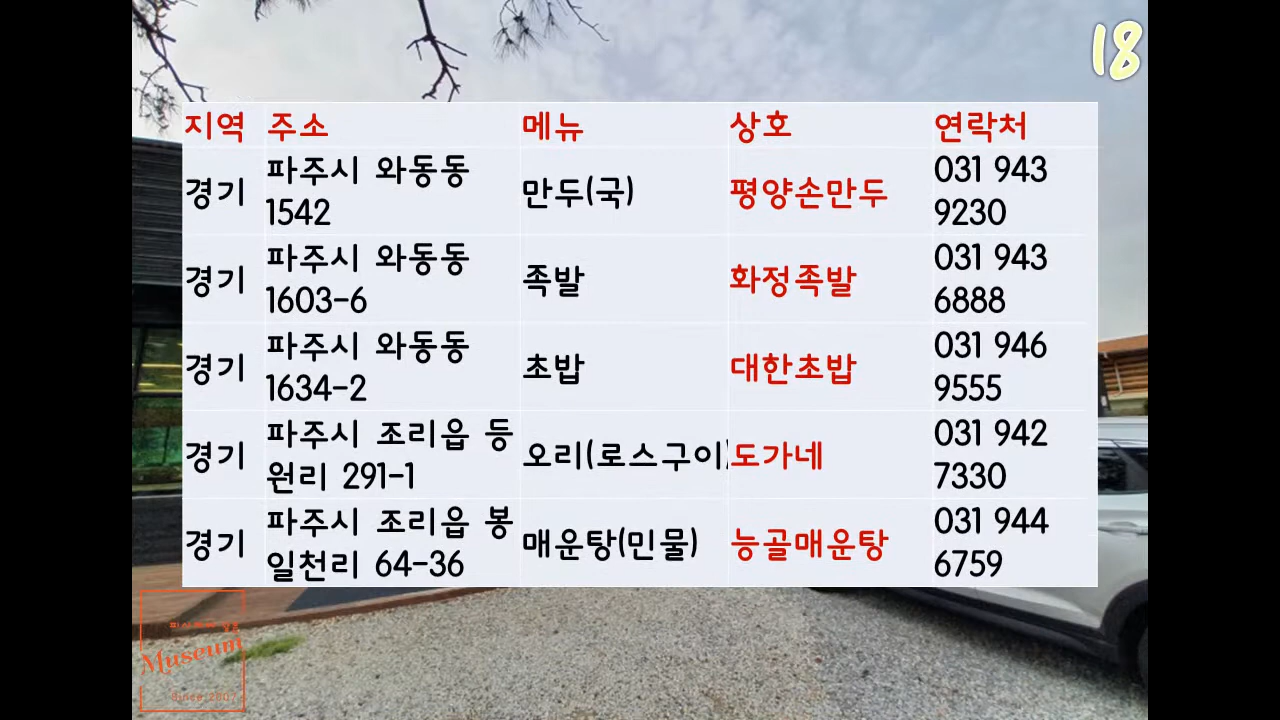 18
지역 주소 메뉴 상호 연락처
경기 파주시 와동동 1542 만두(국) 평양손만두 031 943 9230
경기 파주시 와동동 1603-6 족발 화정족발 031 943 6888
경기 파주시 와동동 1634-2 초밥 대한초밥 031 946 9555
경기 파주시 조리읍 등원리 291-1 오리(로스구이) 도가네 031 942 7330
경기 파주시 조리읍 봉일천리 64-36 매운탕(민물) 능골매운탕 031 944 6759
Museum
Since 2007